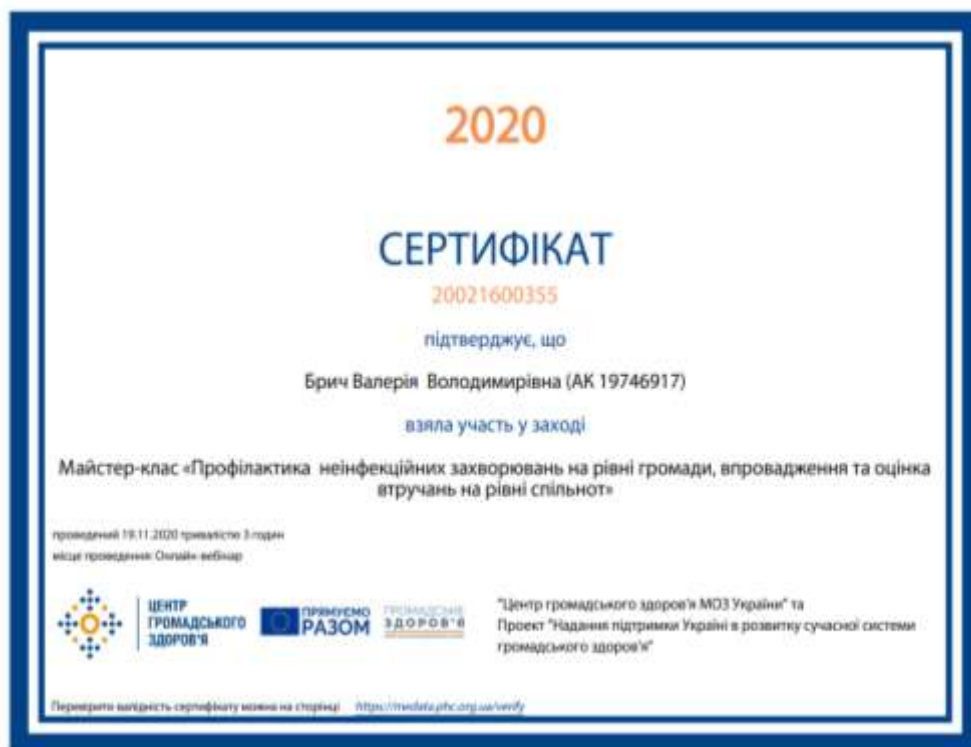 2020
СЕРТИФІКАТ
20021600355
підтверджує, що
Брич Валерія Володимирівна (АК 19746917)
взяла участь у заході
Майстер-клас «Профілактика неінфекційних захворювань на рівні громади, впровадження та оцінка
втручань на рівні спільнот»
проведений 19.11.2020 тривалістю 3 годин
місце проведення: Онлайн-вебінар
ЦЕНТР
ГРОМАДСЬКОГО
ЗДОРОВ'Я
ПРЯМУЄМО
РАЗОМ
ГРОМАДСЬКЕ
ЗДОРОВ'Я
"Центр громадського здоров'я МОЗ України" та
Проект "Надання підтримки Україні в розвитку сучасної системи
громадського здоров'я"
Перевірити валідність сертифікату можна на сторінці https://medata.phc.org.ua/verify